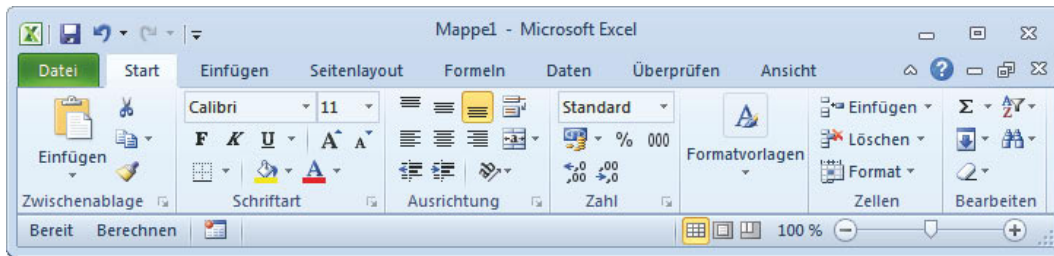 Mappe1 - Microsoft Excel
Datei Start Einfügen Seitenlayout Formeln Daten Überprüfen Ansicht
Calibri 11 Standard Einfügen Σ
F K U A A % 000 Löschen
Einfügen Formatvorlagen
A Format
Zwischenablage Schriftart Ausrichtung Zahl Zellen Bearbeiten
Bereit Berechnen 100 %